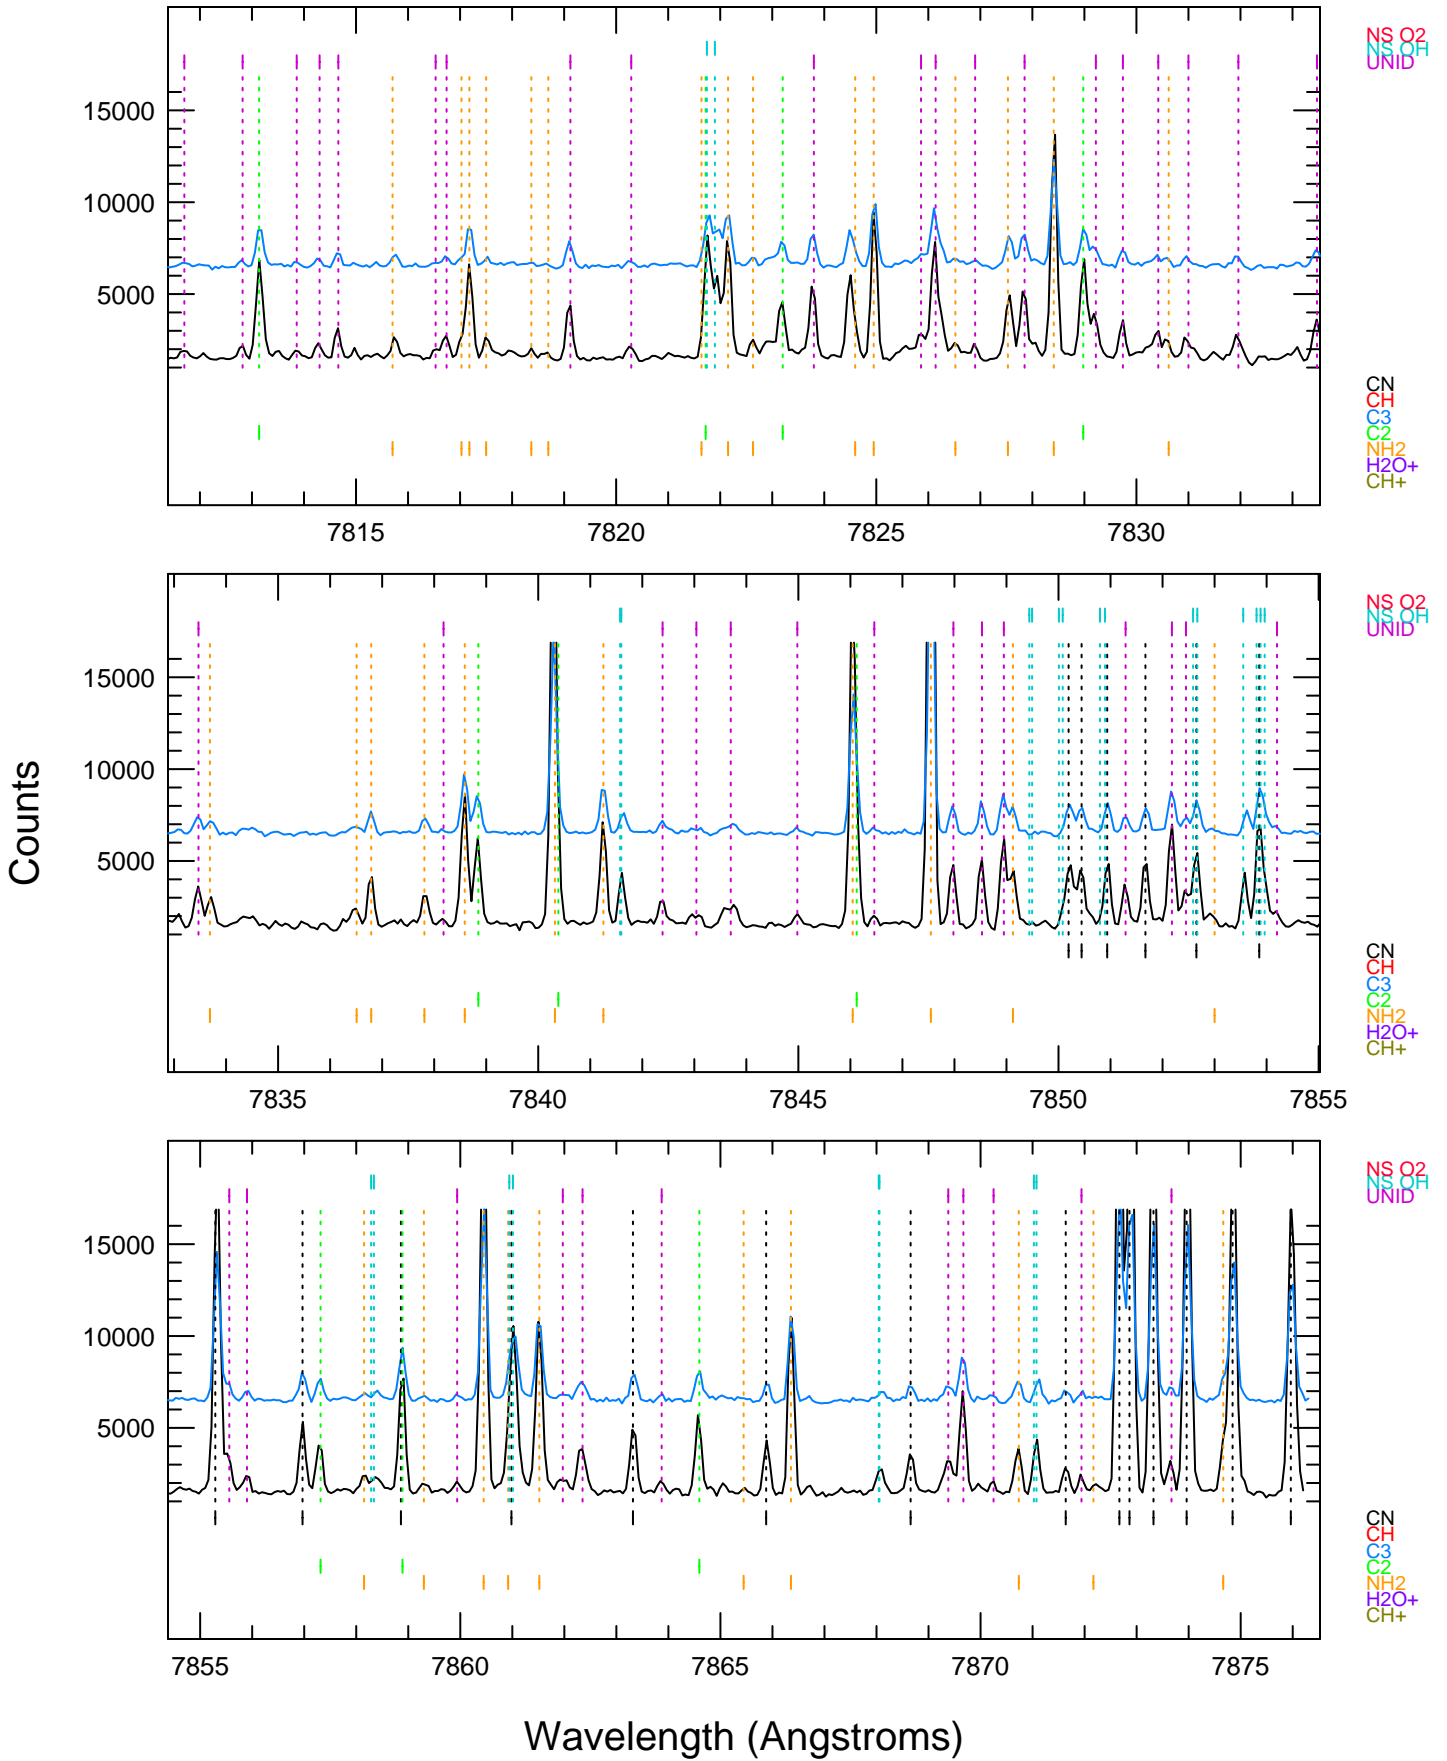 NS O2
NS OH
UNID
15000
10000
5000
CN
CH
C3
C2
NH2
H2O+
CH+
7815
7820
7825
7830
NS O2
NS OH
UNID
15000
10000
5000
CN
CH
C3
C2
NH2
H2O+
CH+
7835
7840
7845
7850
7855
Counts
NS O2
NS OH
UNID
15000
10000
5000
CN
CH
C3
C2
NH2
H2O+
CH+
7855
7860
7865
7870
7875
Wavelength (Angstroms)